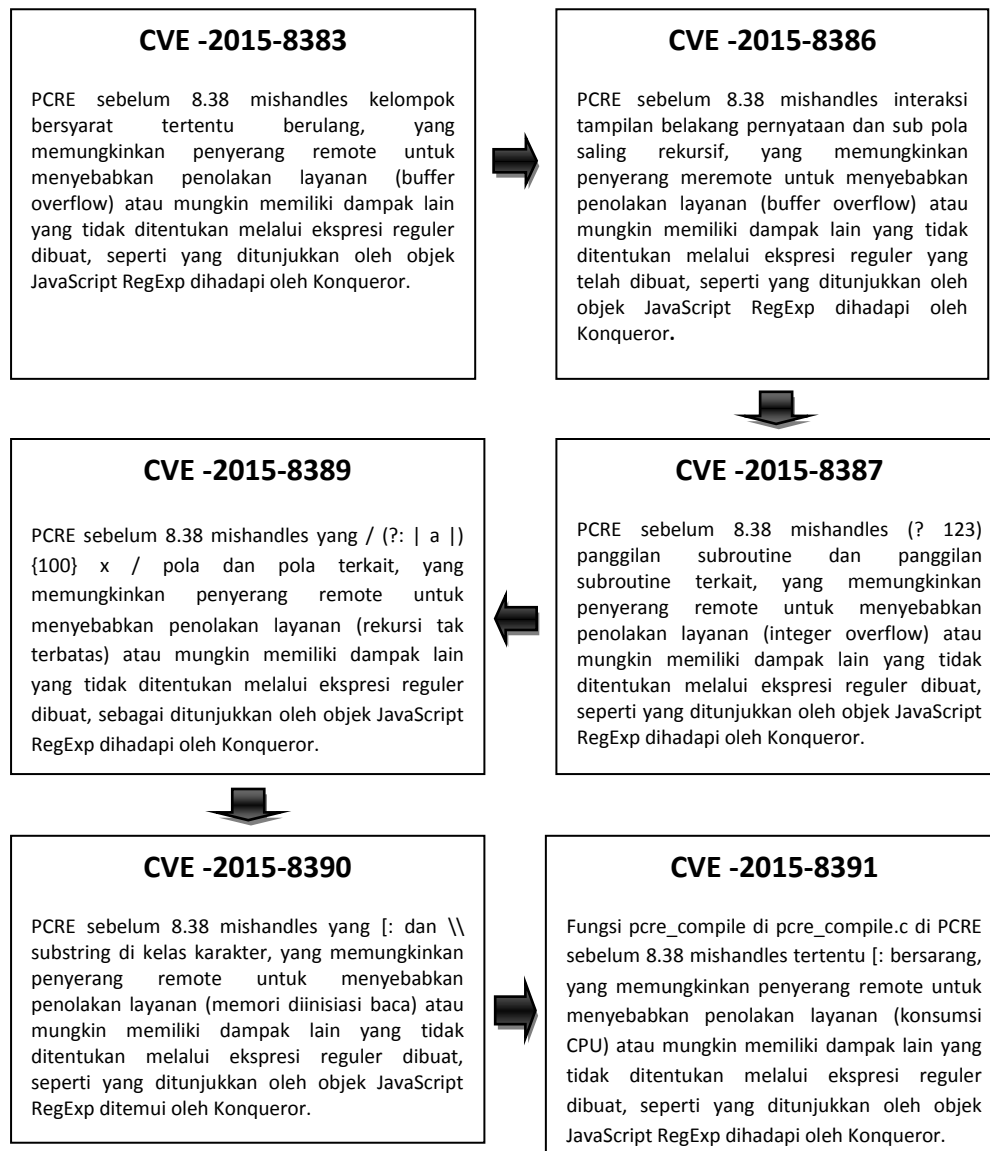 CVE -2015-8383
PCRE sebelum 8.38 mishandles kelompok
bersyarat tertentu berulang, yang
memungkinkan penyerang remote untuk
menyebabkan penolakan layanan (buffer
overflow) atau mungkin memiliki dampak lain
yang tidak ditentukan melalui ekspresi reguler
dibuat, seperti yang ditunjukkan oleh objek
JavaScript RegExp dihadapi oleh Konqueror.
CVE -2015-8386
PCRE sebelum 8.38 mishandles interaksi
tampilan belakang pernyataan dan sub pola
saling rekursif, yang memungkinkan
penyerang meremote untuk menyebabkan
penolakan layanan (buffer overflow) atau
mungkin memiliki dampak lain yang tidak
ditentukan melalui ekspresi reguler yang
telah dibuat, seperti yang ditunjukkan oleh
objek JavaScript RegExp dihadapi oleh
Konqueror.
CVE -2015-8387
PCRE sebelum 8.38 mishandles (? 123)
panggilan subroutine dan panggilan
subroutine terkait, yang memungkinkan
penyerang remote untuk menyebabkan
penolakan layanan (integer overflow) atau
mungkin memiliki dampak lain yang tidak
ditentukan melalui ekspresi reguler dibuat,
seperti yang ditunjukkan oleh objek JavaScript
RegExp dihadapi oleh Konqueror.
CVE -2015-8389
PCRE sebelum 8.38 mishandles yang / (?: | a |)
{100} x / pola dan pola terkait, yang
memungkinkan penyerang remote untuk
menyebabkan penolakan layanan (rekursi tak
terbatas) atau mungkin memiliki dampak lain
yang tidak ditentukan melalui ekspresi reguler
dibuat, sebagai ditunjukkan oleh objek JavaScript
RegExp dihadapi oleh Konqueror.
CVE -2015-8390
PCRE sebelum 8.38 mishandles yang [: dan \\
substring di kelas karakter, yang memungkinkan
penyerang remote untuk menyebabkan
penolakan layanan (memori diinisiasi baca) atau
mungkin memiliki dampak lain yang tidak
ditentukan melalui ekspresi reguler dibuat,
seperti yang ditunjukkan oleh objek JavaScript
RegExp ditemui oleh Konqueror.
CVE -2015-8391
Fungsi pcre_compile di pcre_compile.c di PCRE
sebelum 8.38 mishandles tertentu [: bersarang,
yang memungkinkan penyerang remote untuk
menyebabkan penolakan layanan (konsumsi
CPU) atau mungkin memiliki dampak lain yang
tidak ditentukan melalui ekspresi reguler
dibuat, seperti yang ditunjukkan oleh objek
JavaScript RegExp dihadapi oleh Konqueror.